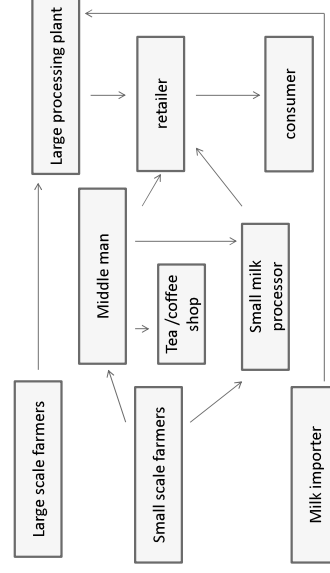 Large scale farmers
Large processing plant
Middle man
retailer
Small scale farmers
Tea /coffee
shop
consumer
Small milk
processor
Milk importer